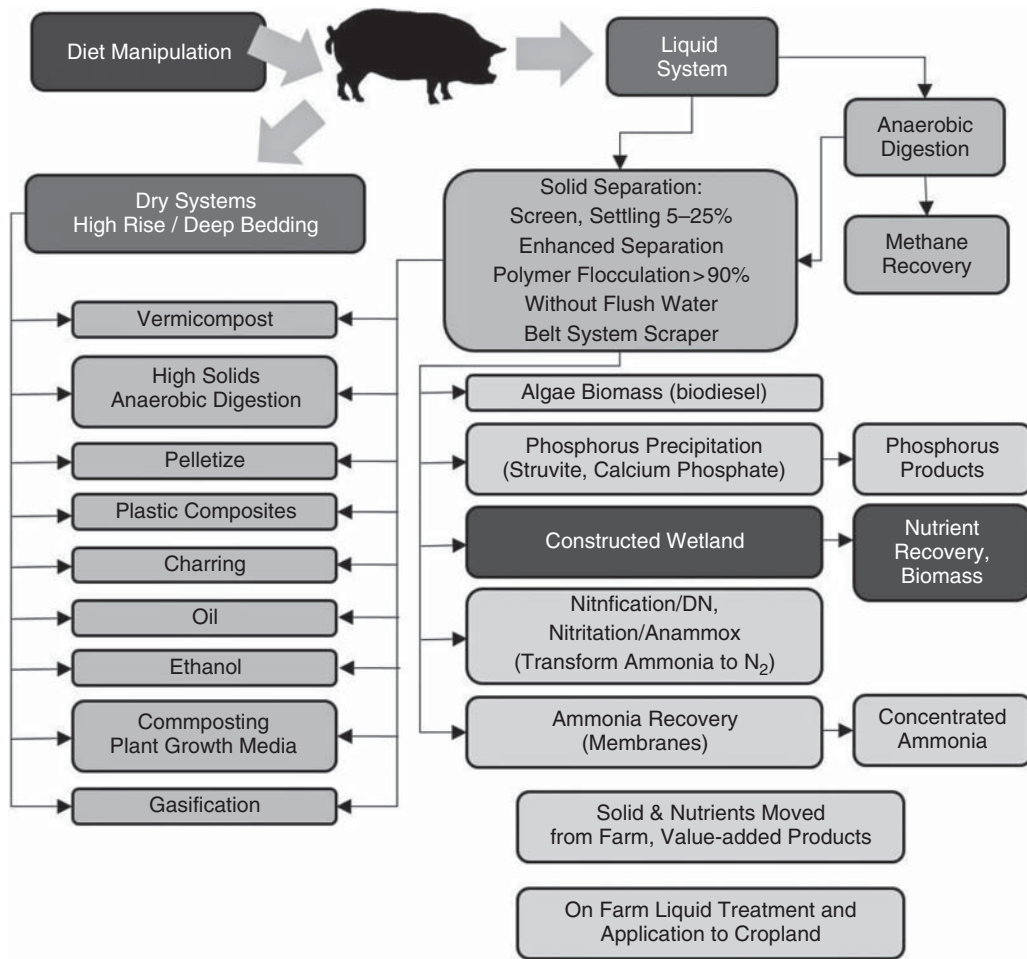 Diet Manipulation
Liquid
System
Anaerobic
Digestion
Methane
Recovery
Dry Systems
High Rise / Deep Bedding
Solid Separation:
Screen, Settling 5–25%
Enhanced Separation
Polymer Flocculation>90%
Without Flush Water
Belt System Scraper
Vermicompost
High Solids
Anaerobic Digestion
Pelletize
Plastic Composites
Charring
Oil
Ethanol
Commposting
Plant Growth Media
Gasification
Algae Biomass (biodiesel)
Phosphorus Precipitation
(Struvite, Calcium Phosphate)
Phosphorus
Products
Constructed Wetland
Nutrient
Recovery,
Biomass
Nitnfication/DN,
Nitritation/Anammox
(Transform Ammonia to N₂)
Ammonia Recovery
(Membranes)
Concentrated
Ammonia
Solid & Nutrients Moved
from Farm, Value-added Products
On Farm Liquid Treatment and
Application to Cropland